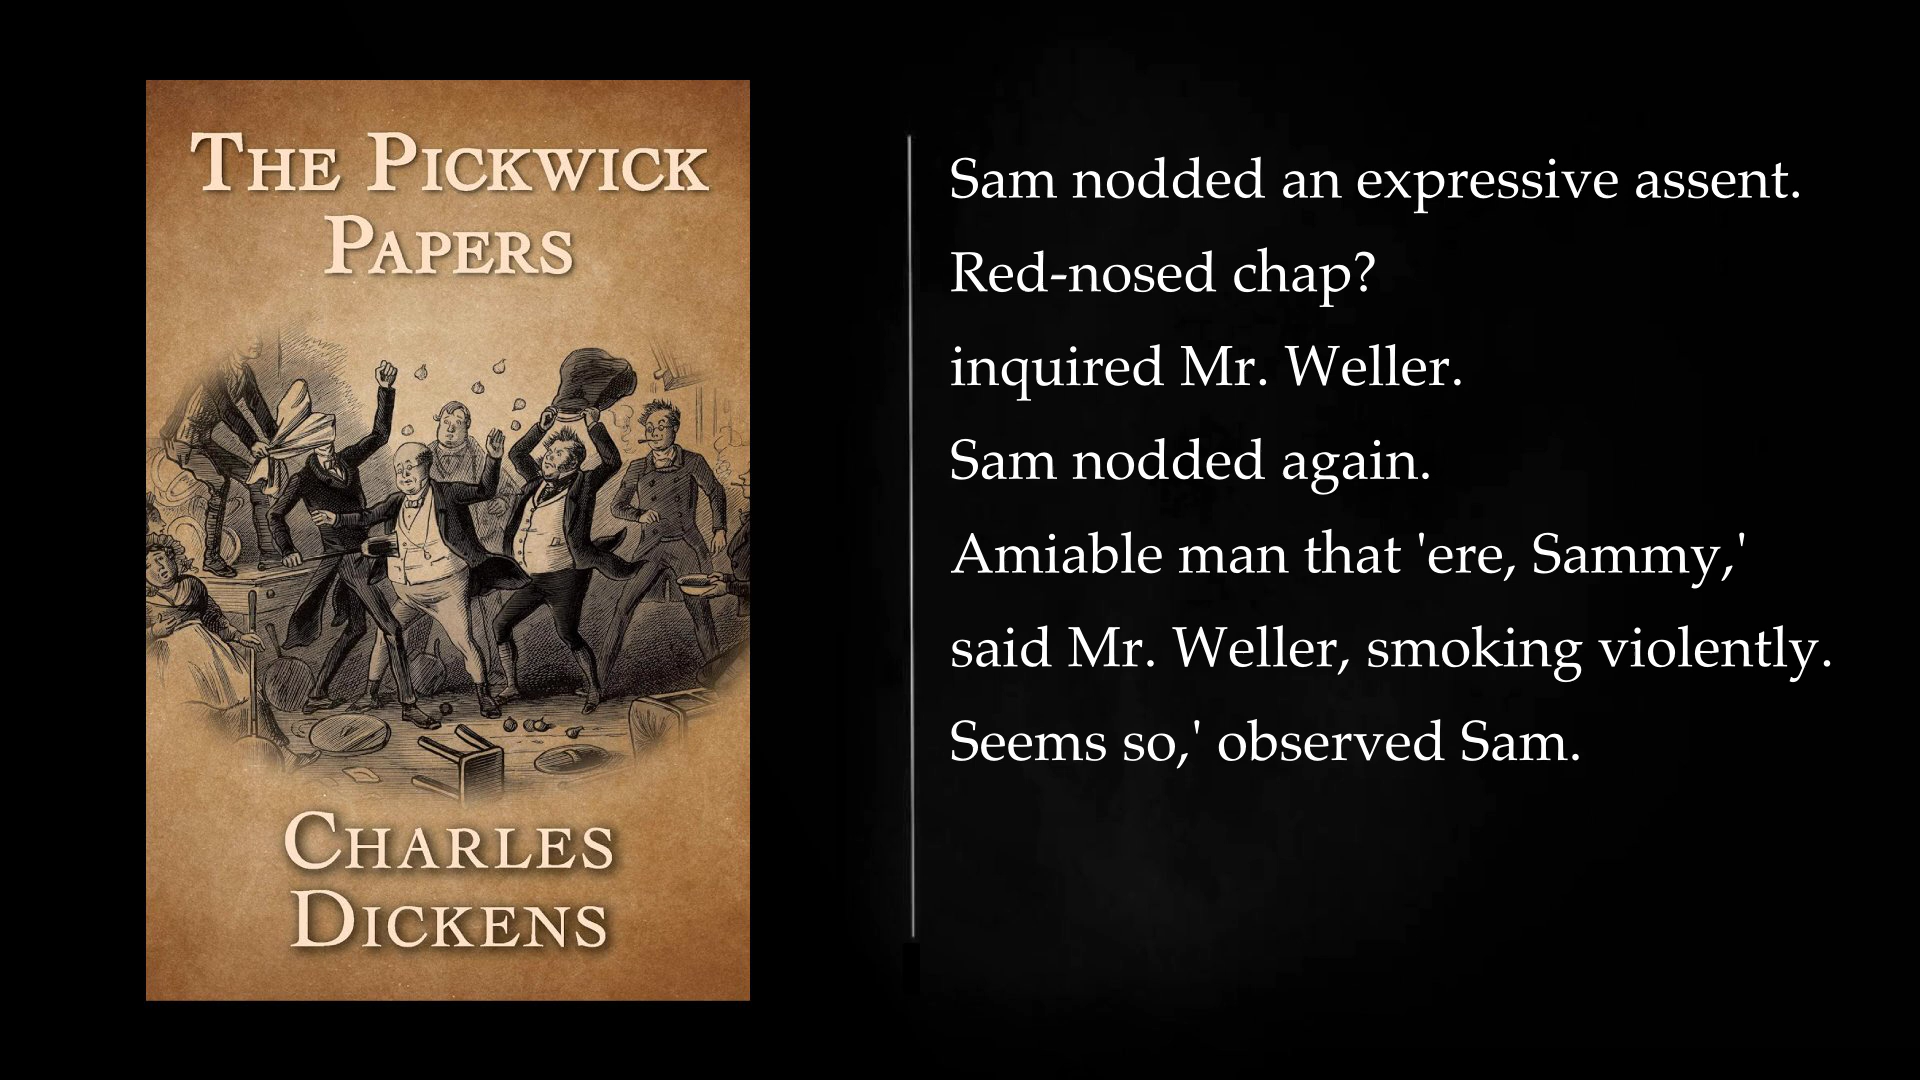 The Pickwick
Papers
Charles
Dickens
Sam nodded an expressive assent.
Red-nosed chap?
inquired Mr. Weller.
Sam nodded again.
Amiable man that 'ere, Sammy,'
said Mr. Weller, smoking violently.
Seems so,' observed Sam.